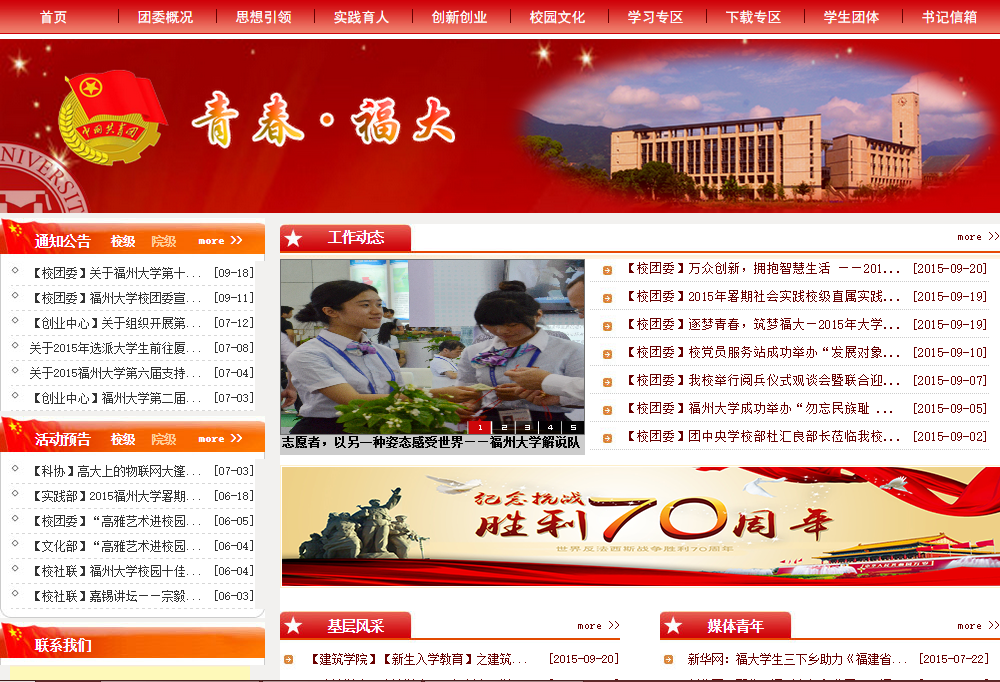 首页 团委概况 思想引领 实践育人 创新创业 校园文化 学习专区 下载专区 学生团体 书记信箱
中国共青团
青春·福大
通知公告 校级 院级 more >>
【校团委】关于福州大学第十... [09-18]
【校团委】福州大学校团委宣... [09-11]
【创业中心】关于组织开展第... [07-12]
关于2015年选派大学生前往厦... [07-08]
关于2015福州大学第六届支持... [07-04]
【创业中心】福州大学第二届... [07-03]
活动预告 校级 院级 more >>
【科协】高大上的物联网大篷... [07-03]
【实践部】2015福州大学署期... [06-18]
【校团委】“高雅艺术进校园... [06-05]
【文化部】“高雅艺术进校园... [06-04]
【校社联】福州大学校园十佳... [06-04]
【校社联】嘉锡讲坛——宗毅... [06-03]
联系我们
工作动态 more >>
1 2 3 4 5
志愿者，以另一种姿态感受世界——福州大学解说队
【校团委】万众创新，拥抱智慧生活 ——201... [2015-09-20]
【校团委】2015年暑期社会实践校级直属实践... [2015-09-19]
【校团委】逐梦青春，筑梦福大—2015年大学... [2015-09-19]
【校团委】校党员服务站成功举办“发展对象... [2015-09-10]
【校团委】我校举行阅兵仪式观谈会暨联合迎... [2015-09-07]
【校团委】福州大学成功举办“勿忘民族耻 ... [2015-09-05]
【校团委】团中央学校部杜汇良部长莅临我校... [2015-09-02]
纪念抗战
胜利70周年
世界反法西斯战争胜利70周年
基层风采 more >>
【建筑学院】【新生入学教育】之建筑... [2015-09-20]
媒体青年 more >>
新华网：福大学生三下乡助力《福建省... [2015-07-22]